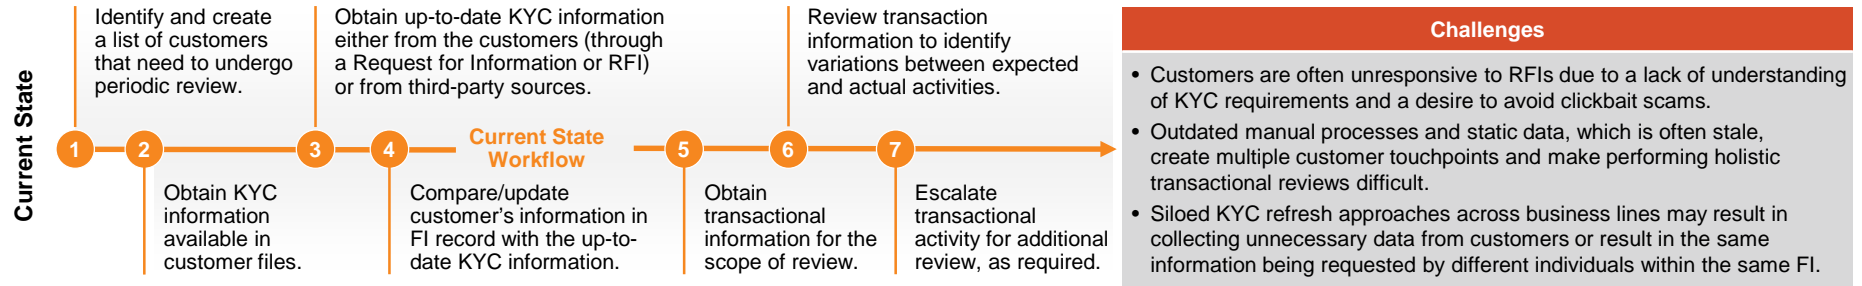 Current State
Identify and create
a list of customers
that need to undergo
periodic review.
Obtain up-to-date KYC information
either from the customers (through
a Request for Information or RFI)
or from third-party sources.
Review transaction
information to identify
variations between expected
and actual activities.
1
2
3
4
Current State
Workflow
5
6
7
Obtain KYC
information
available in
customer files.
Compare/update
customer's information in
FI record with the up-to-
date KYC information.
Obtain
transactional
information for the
scope of review.
Escalate
transactional
activity for additional
review, as required.
Challenges
• Customers are often unresponsive to RFIs due to a lack of understanding
of KYC requirements and a desire to avoid clickbait scams.
• Outdated manual processes and static data, which is often stale,
create multiple customer touchpoints and make performing holistic
transactional reviews difficult.
• Siloed KYC refresh approaches across business lines may result in
collecting unnecessary data from customers or result in the same
information being requested by different individuals within the same FI.